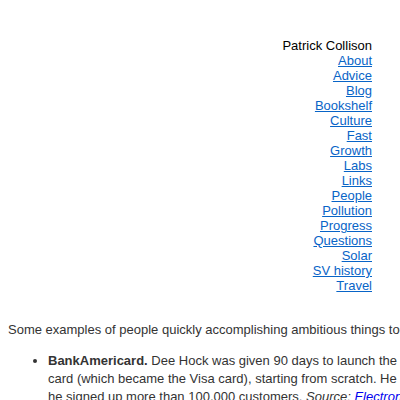 Patrick Collison
About
Advice
Blog
Bookshelf
Culture
Fast
Growth
Labs
Links
People
Pollution
Progress
Questions
Solar
SV history
Travel
Some examples of people quickly accomplishing ambitious things to
• BankAmericard. Dee Hock was given 90 days to launch the
card (which became the Visa card), starting from scratch. He
he signed up more than 100,000 customers. Source: Electron